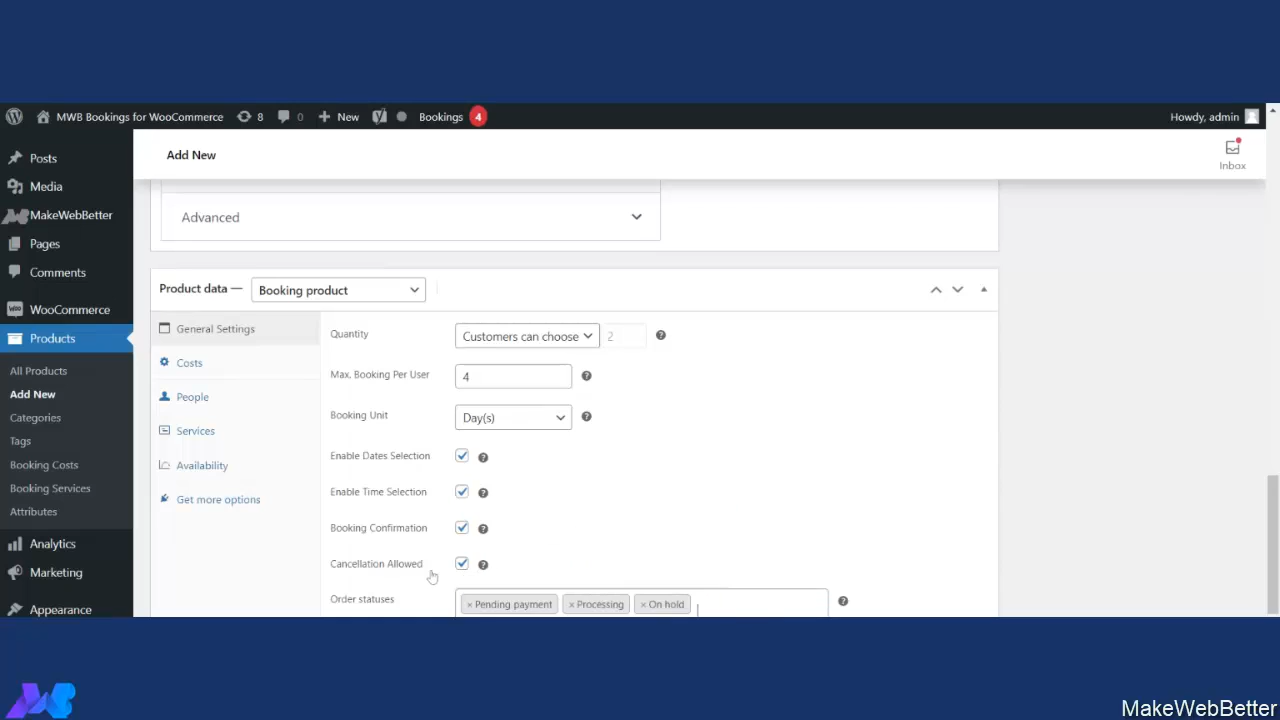 MWB Bookings for WooCommerce 8 0 New Bookings 4 Howdy, admin
Posts
Media
MakeWebBetter
Pages
Comments
WooCommerce
Products
All Products
Add New
Categories
Tags
Booking Costs
Booking Services
Attributes
Analytics
Marketing
Appearance
Add New
Inbox
Advanced
Product data — Booking product
General Settings
Costs
People
Services
Availability
Get more options
Quantity Customers can choose 2
Max. Booking Per User 4
Booking Unit Day(s)
Enable Dates Selection
Enable Time Selection
Booking Confirmation
Cancellation Allowed
Order statuses × Pending payment × Processing × On hold
MakeWebBetter